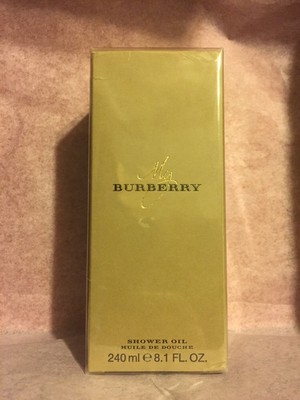 My
BURBERRY
SHOWER OIL
HUILE DE DOUCHE
240 ml e 8.1 FL. OZ.